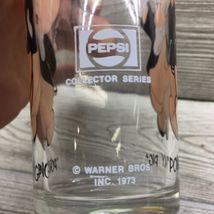 PEPSI
COLLECTOR SERIES
© WARNER BROS
INC. 1973